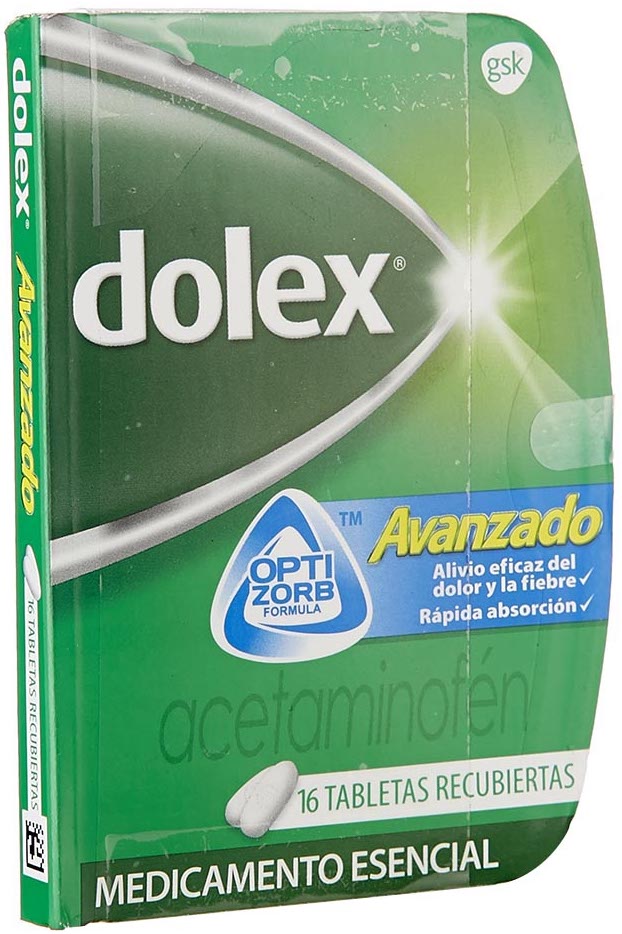 gsk
dolex®
OPTI
ZORB
FORMULA
TM
Avanzado
Alivio eficaz del
dolor y la fiebre✓
Rápida absorción✓
acetaminofén
16 TABLETAS RECUBIERTAS
MEDICAMENTO ESENCIAL
dolex®
Avanzado
16 TABLETAS RECUBIERTAS